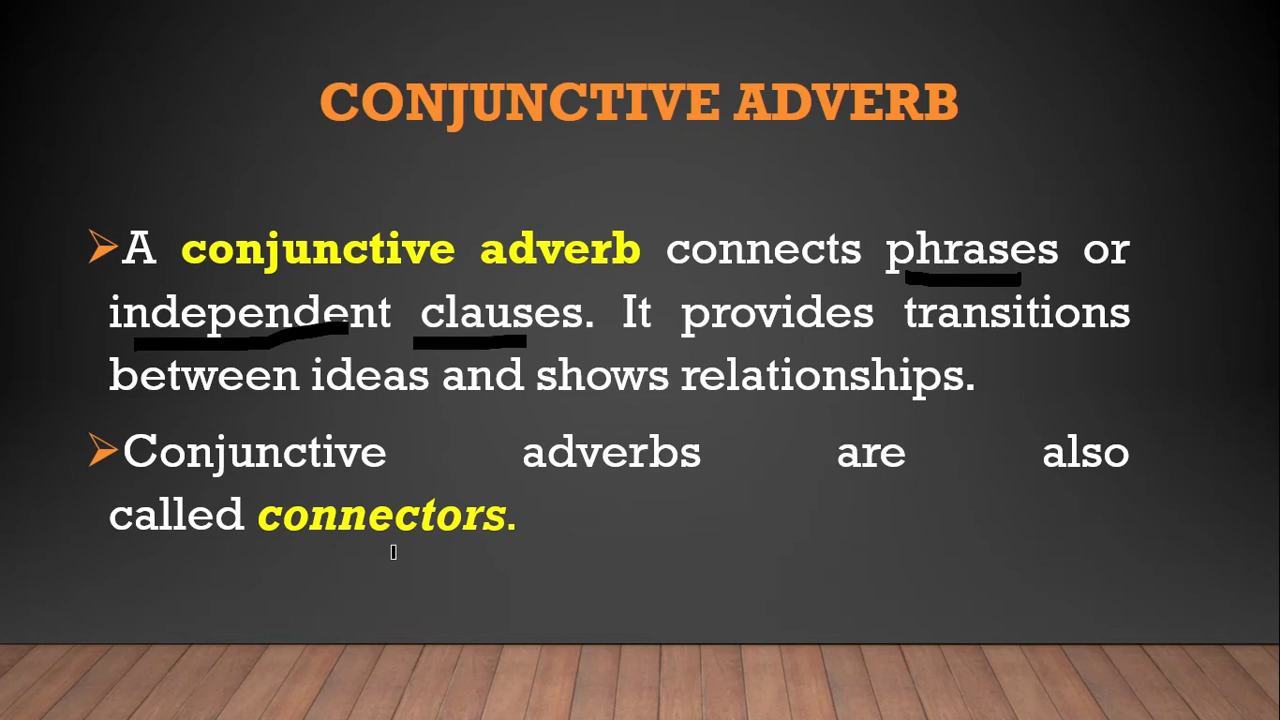 CONJUNCTIVE ADVERB
A conjunctive adverb connects phrases or
independent clauses. It provides transitions
between ideas and shows relationships.
Conjunctive adverbs are also
called connectors.